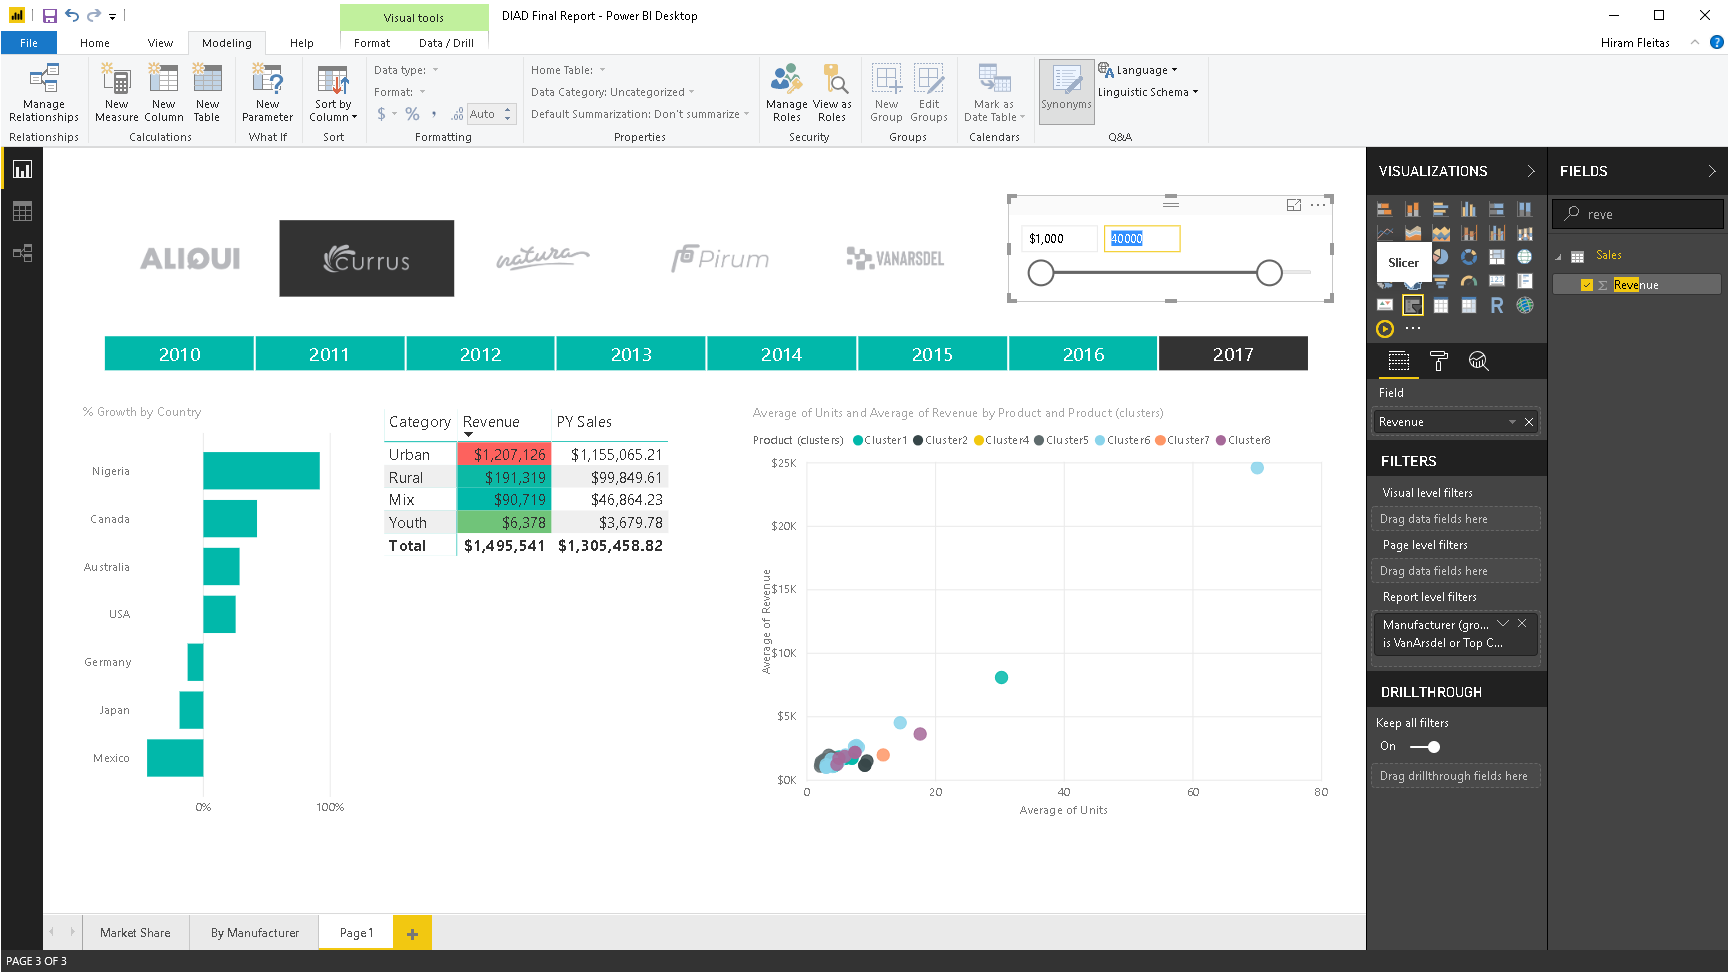 Visual tools
DIAD Final Report - Power BI Desktop
File
Home
View
Modeling
Help
Format
Data / Drill
Hiram Fleitas
Manage Relationships
New Measure
New Column
New Table
New Parameter
Sort by Column
Data type:
Format:
$ % , .00 Auto
Home Table:
Data Category: Uncategorized
Default Summarization: Don't summarize
Manage Roles
View as Roles
New Group
Edit Groups
Mark as Date Table
Synonyms
Language
Linguistic Schema
Relationships
Calculations
What If
Sort
Formatting
Properties
Security
Groups
Calendars
Q&A
ALIQUI
currus
natura
Pirum
VANARSDEL
$1,000
40000
2010
2011
2012
2013
2014
2015
2016
2017
% Growth by Country
Nigeria
Canada
Australia
USA
Germany
Japan
Mexico
0%
100%
Category Revenue PY Sales
Urban $1,207,126 $1,155,065.21
Rural $191,319 $99,849.61
Mix $90,719 $46,864.23
Youth $6,378 $3,679.78
Total $1,495,541 $1,305,458.82
Average of Units and Average of Revenue by Product and Product (clusters)
Product (clusters) Cluster1 Cluster2 Cluster4 Cluster5 Cluster6 Cluster7 Cluster8
Average of Revenue
$25K
$20K
$15K
$10K
$5K
$0K
0
20
40
60
80
Average of Units
VISUALIZATIONS
Slicer
R
Field
Revenue
FILTERS
Visual level filters
Drag data fields here
Page level filters
Drag data fields here
Report level filters
Manufacturer (gro...
is VanArsdel or Top C...
DRILLTHROUGH
Keep all filters
On
Drag drillthrough fields here
FIELDS
reve
Sales
Σ Revenue
Market Share
By Manufacturer
Page 1
PAGE 3 OF 3